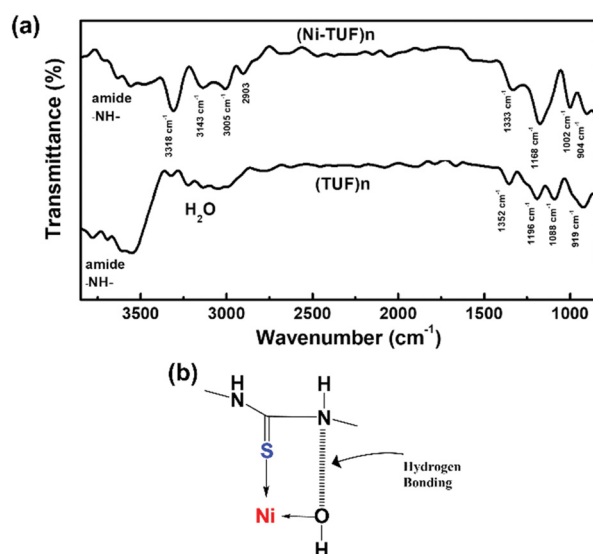 (a)
(Ni-TUF)n
amide
-NH-
3318 cm⁻¹
3143 cm⁻¹
3005 cm⁻¹
2903
1333 cm⁻¹
1168 cm⁻¹
1002 cm⁻¹
904 cm⁻¹
(TUF)n
H₂O
amide
-NH-
1352 cm⁻¹
1196 cm⁻¹
1088 cm⁻¹
919 cm⁻¹
Transmittance (%)
3500 3000 2500 2000 1500 1000
Wavenumber (cm⁻¹)
(b)
H
N
H
N
S
Hydrogen
Bonding
Ni
O
H